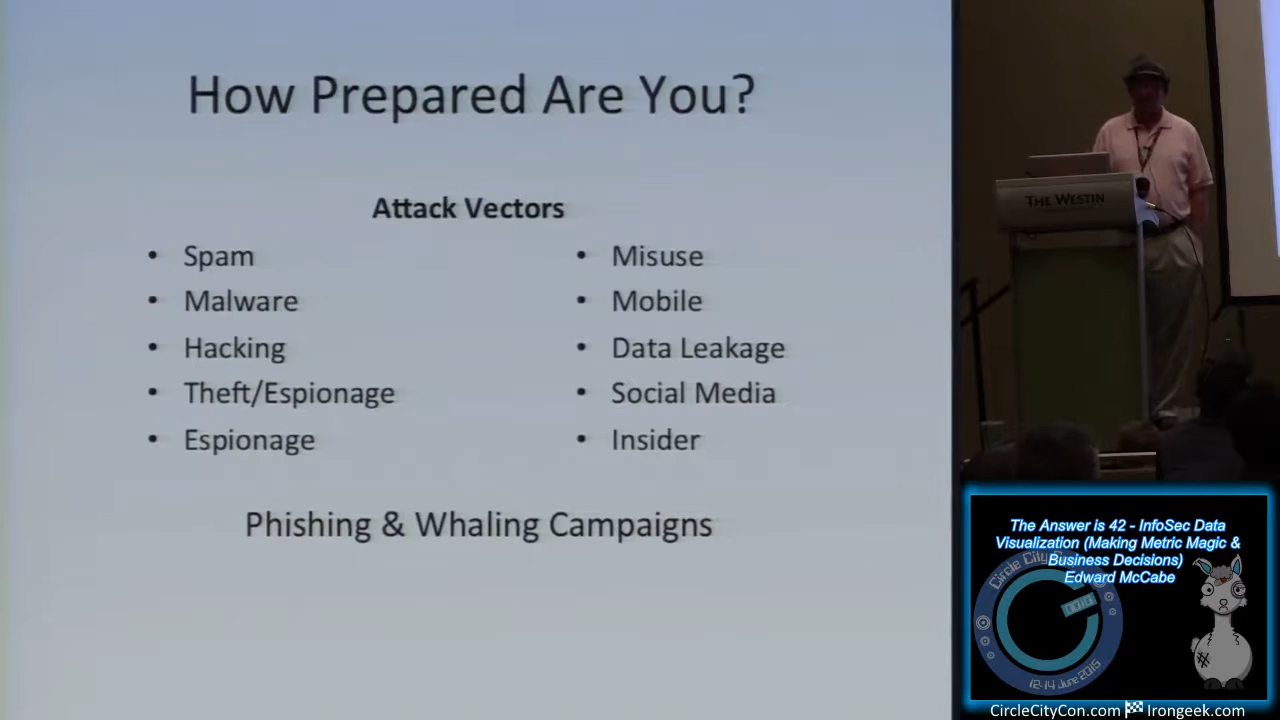 How Prepared Are You?
Attack Vectors
• Spam
• Malware
• Hacking
• Theft/Espionage
• Espionage
• Misuse
• Mobile
• Data Leakage
• Social Media
• Insider
Phishing & Whaling Campaigns
THE WESTIN
The Answer is 42 - InfoSec Data
Visualization (Making Metric Magic &
Business Decisions)
Edward McCabe
Circle City
12-14 June 2015
CircleCityCon.com Irongeek.com